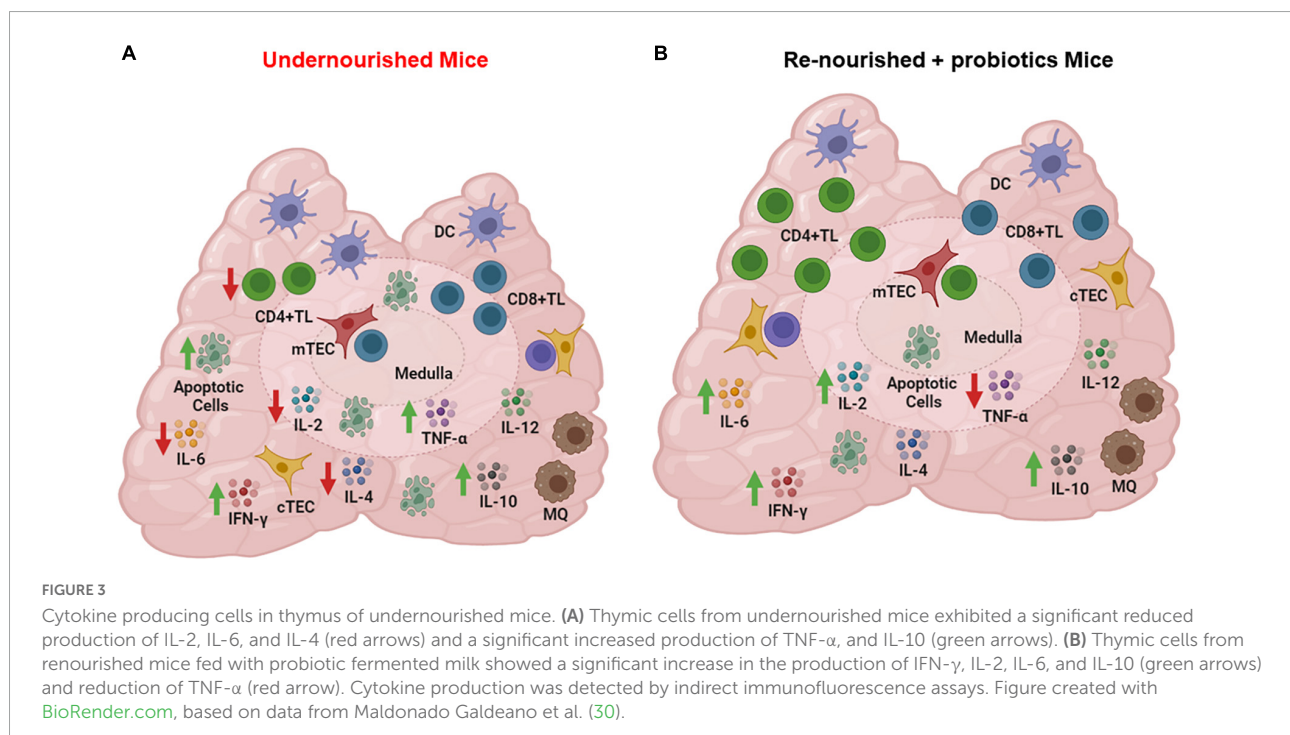 A
Undernourished Mice
DC
CD4+TL
CD8+TL
mTEC
Medulla
Apoptotic
Cells
IL-2
TNF-α
IL-12
IL-6
IL-4
IL-10
cTEC
IFN-γ
MQ
B
Re-nourished + probiotics Mice
DC
CD4+TL
CD8+TL
mTEC
cTEC
Medulla
IL-12
Apoptotic
Cells
IL-2
TNF-α
IL-6
IL-4
IL-10
MQ
IFN-γ
FIGURE 3
Cytokine producing cells in thymus of undernourished mice. (A) Thymic cells from undernourished mice exhibited a significant reduced
production of IL-2, IL-6, and IL-4 (red arrows) and a significant increased production of TNF-α, and IL-10 (green arrows). (B) Thymic cells from
renourished mice fed with probiotic fermented milk showed a significant increase in the production of IFN-γ, IL-2, IL-6, and IL-10 (green arrows)
and reduction of TNF-α (red arrow). Cytokine production was detected by indirect immunofluorescence assays. Figure created with
BioRender.com, based on data from Maldonado Galdeano et al. (30).